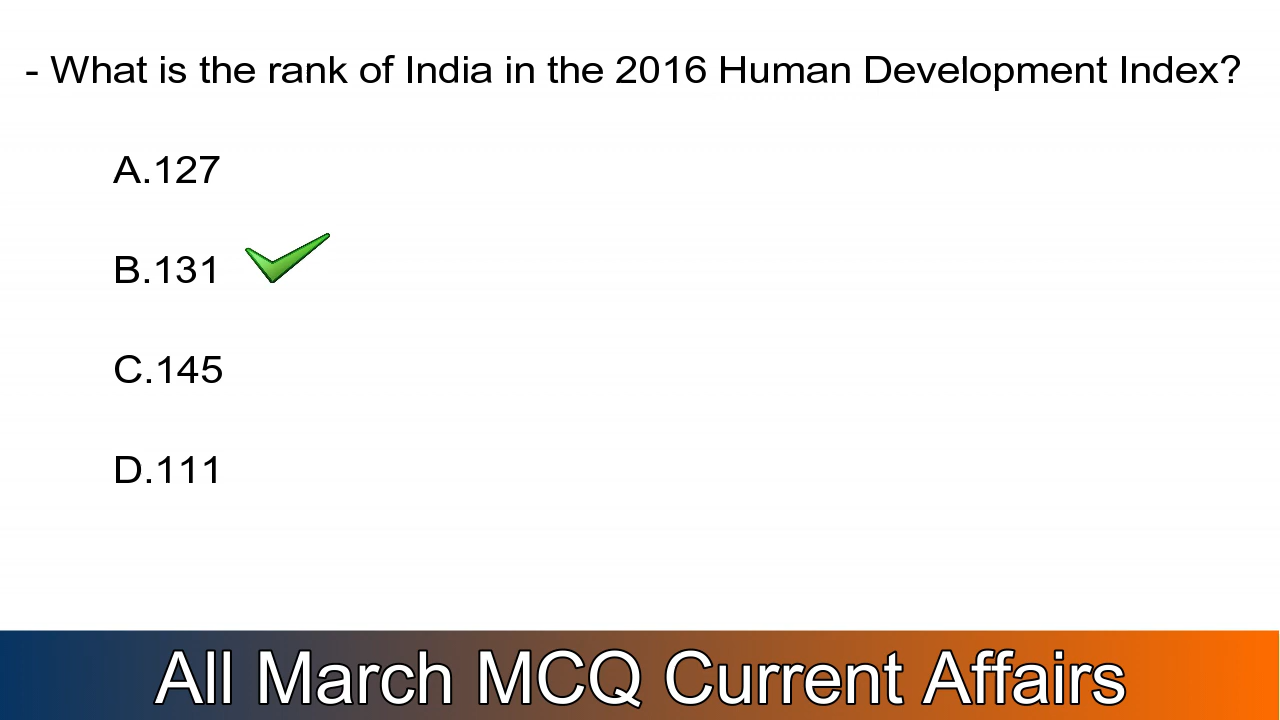 - What is the rank of India in the 2016 Human Development Index?
A.127
B.131
C.145
D.111
All March MCQ Current Affairs